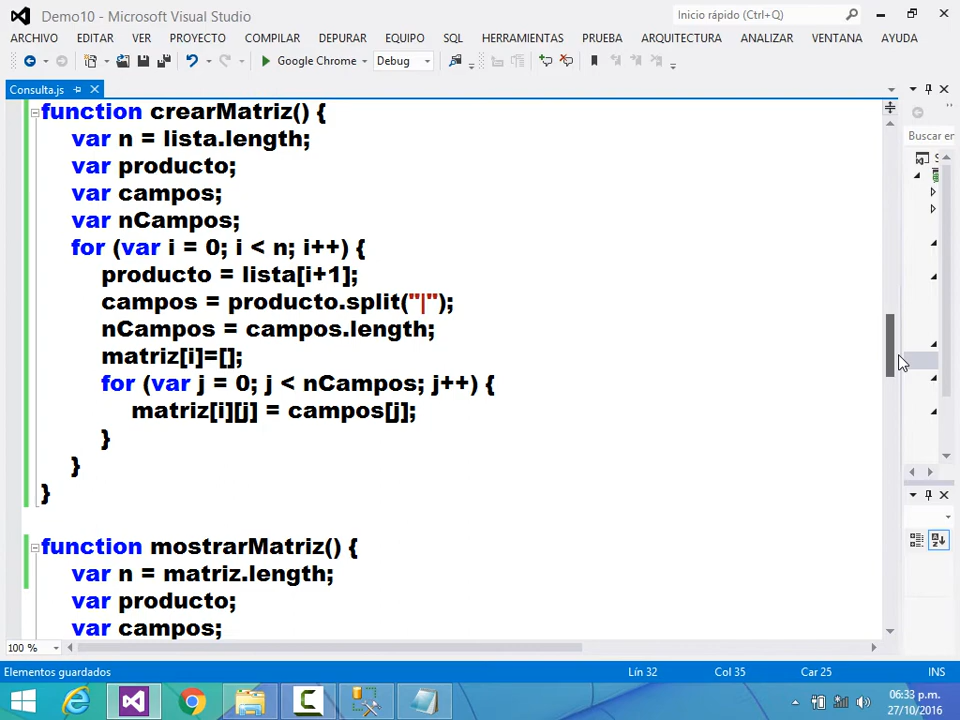 Demo10 - Microsoft Visual Studio
Inicio rápido (Ctrl+Q)
ARCHIVO EDITAR VER PROYECTO COMPILAR DEPURAR EQUIPO SQL HERRAMIENTAS PRUEBA ARQUITECTURA ANALIZAR VENTANA AYUDA
Google Chrome Debug
Consulta.js
function crearMatriz() {
var n = lista.length;
var producto;
var campos;
var nCampos;
for (var i = 0; i < n; i++) {
producto = lista[i+1];
campos = producto.split("|");
nCampos = campos.length;
matriz[i]=[];
for (var j = 0; j < nCampos; j++) {
matriz[i][j] = campos[j];
}
}
}
function mostrarMatriz() {
var n = matriz.length;
var producto;
var campos;
Buscar en
100 %
Elementos guardados
Lín 32
Col 35
Car 25
INS
06:33 p.m.
27/10/2016